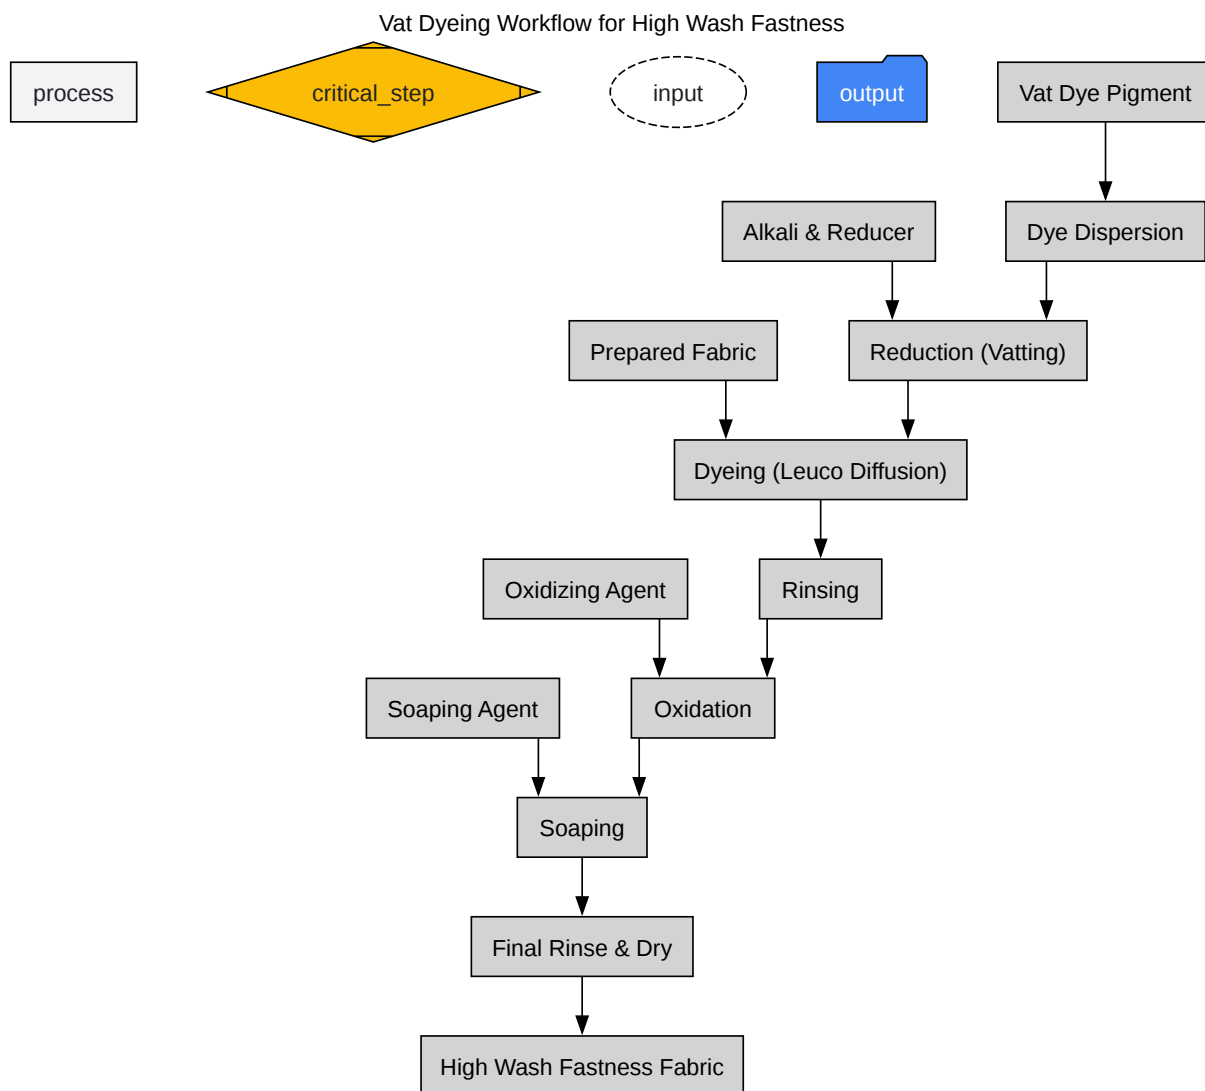 Vat Dyeing Workflow for High Wash Fastness
process
critical_step
input
output
Vat Dye Pigment
Alkali & Reducer
Dye Dispersion
Prepared Fabric
Reduction (Vatting)
Dyeing (Leuco Diffusion)
Oxidizing Agent
Rinsing
Soaping Agent
Oxidation
Soaping
Final Rinse & Dry
High Wash Fastness Fabric